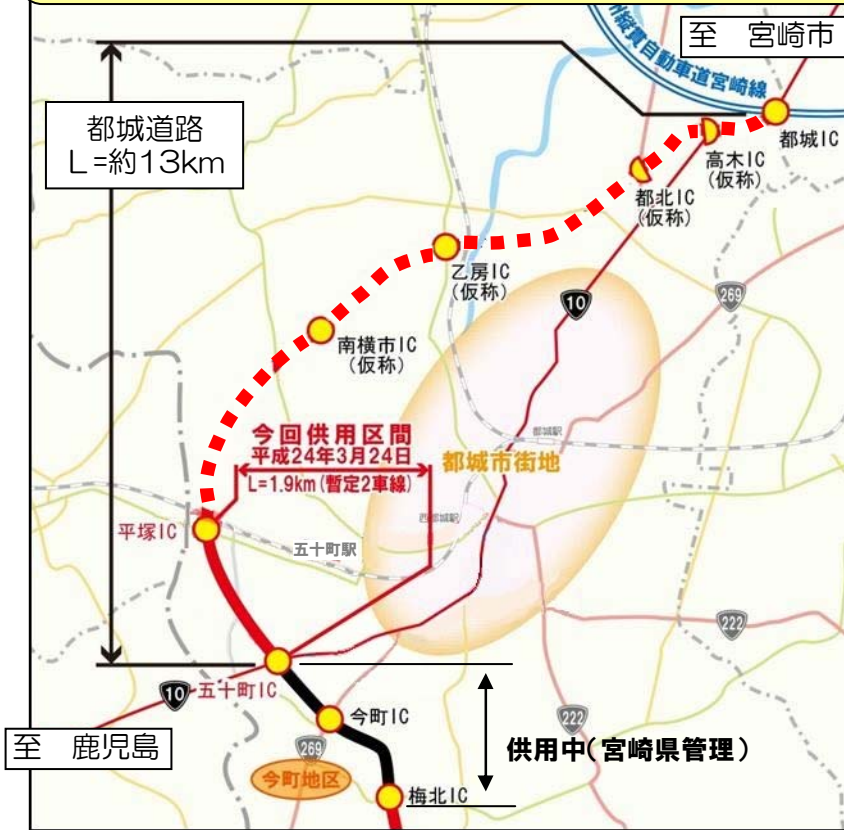 至 宮崎市
縦貫自動車道宮崎線
都城道路
L=約13km
都城IC
高木IC
(仮称)
都北IC
(仮称)
乙房IC
(仮称)
10
269
南横市IC
(仮称)
今回供用区間
平成24年3月24日
L=1.9km(暫定2車線)
都城駅
都城市街地
西都城駅
平塚IC
五十町駅
222
10
五十町IC
今町IC
222
至 鹿児島
269
供用中(宮崎県管理)
今町地区
梅北IC